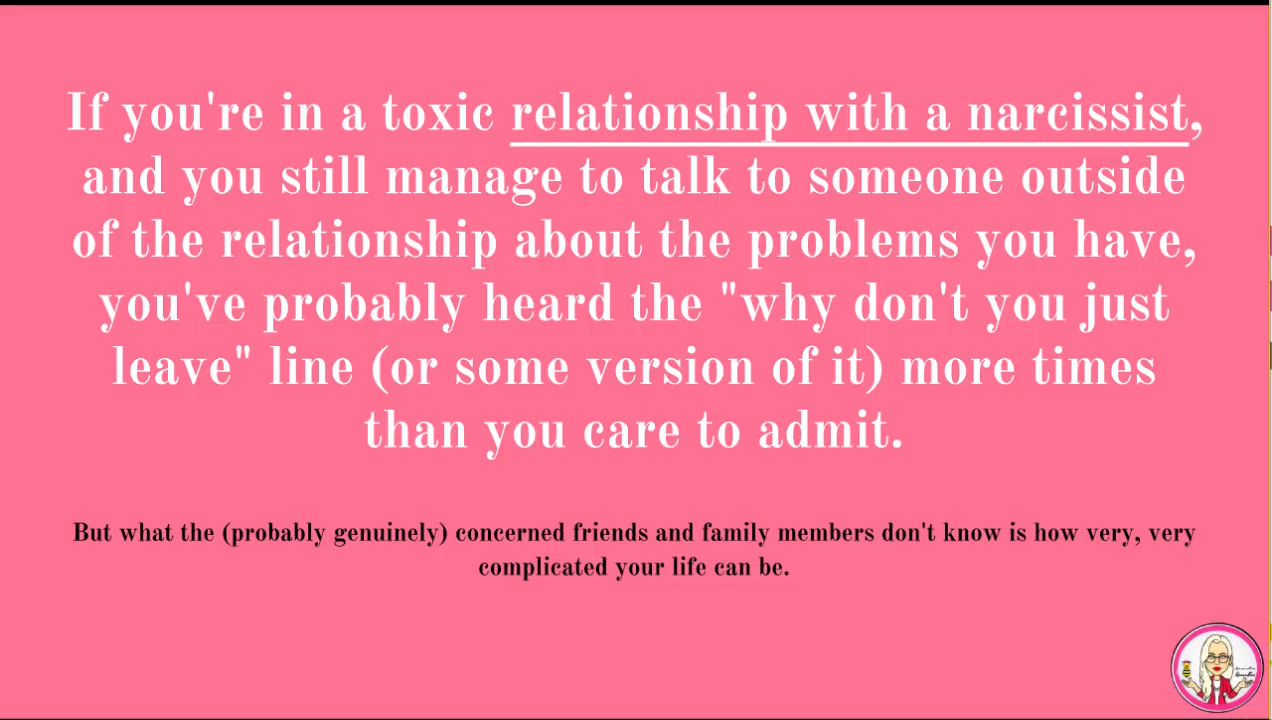 If you're in a toxic relationship with a narcissist,
and you still manage to talk to someone outside
of the relationship about the problems you have,
you've probably heard the "why don't you just
leave" line (or some version of it) more times
than you care to admit.
But what the (probably genuinely) concerned friends and family members don't know is how very, very
complicated your life can be.